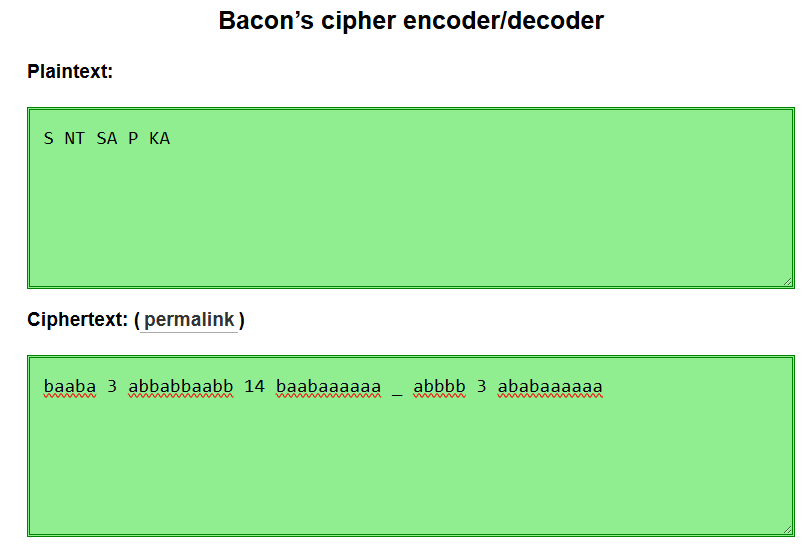 Bacon’s cipher encoder/decoder
Plaintext:
S NT SA P KA
Ciphertext: (permalink)
baaba 3 abbabbaabb 14 baabaaaaaa _ abbbb 3 ababaaaaaa